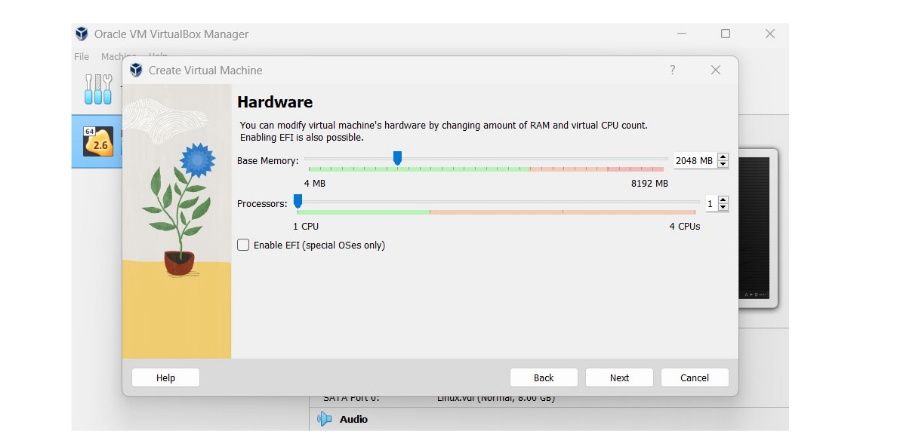 Oracle VM VirtualBox Manager
File Machine Help
Create Virtual Machine ?
64
2.6
Hardware
You can modify virtual machine's hardware by changing amount of RAM and virtual CPU count.
Enabling EFI is also possible.
Base Memory: 2048 MB
4 MB 8192 MB
Processors: 1
1 CPU 4 CPUs
Enable EFI (special OSes only)
Help Back Next Cancel
SATA Port 0: Linux.vdi (Normal, 8.00 GB)
Audio